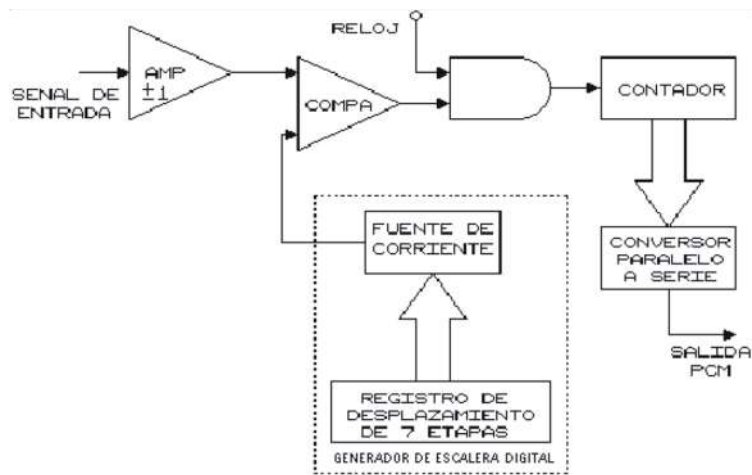 RELOJ
AMP
±1
SENAL DE
ENTRADA
COMPA
CONTADOR
FUENTE DE
CORRIENTE
CONVERSOR
PARALELO
A SERIE
SALIDA
PCM
REGISTRO DE
DESPLAZAMIENTO
DE 7 ETAPAS
GENERADOR DE ESCALERA DIGITAL